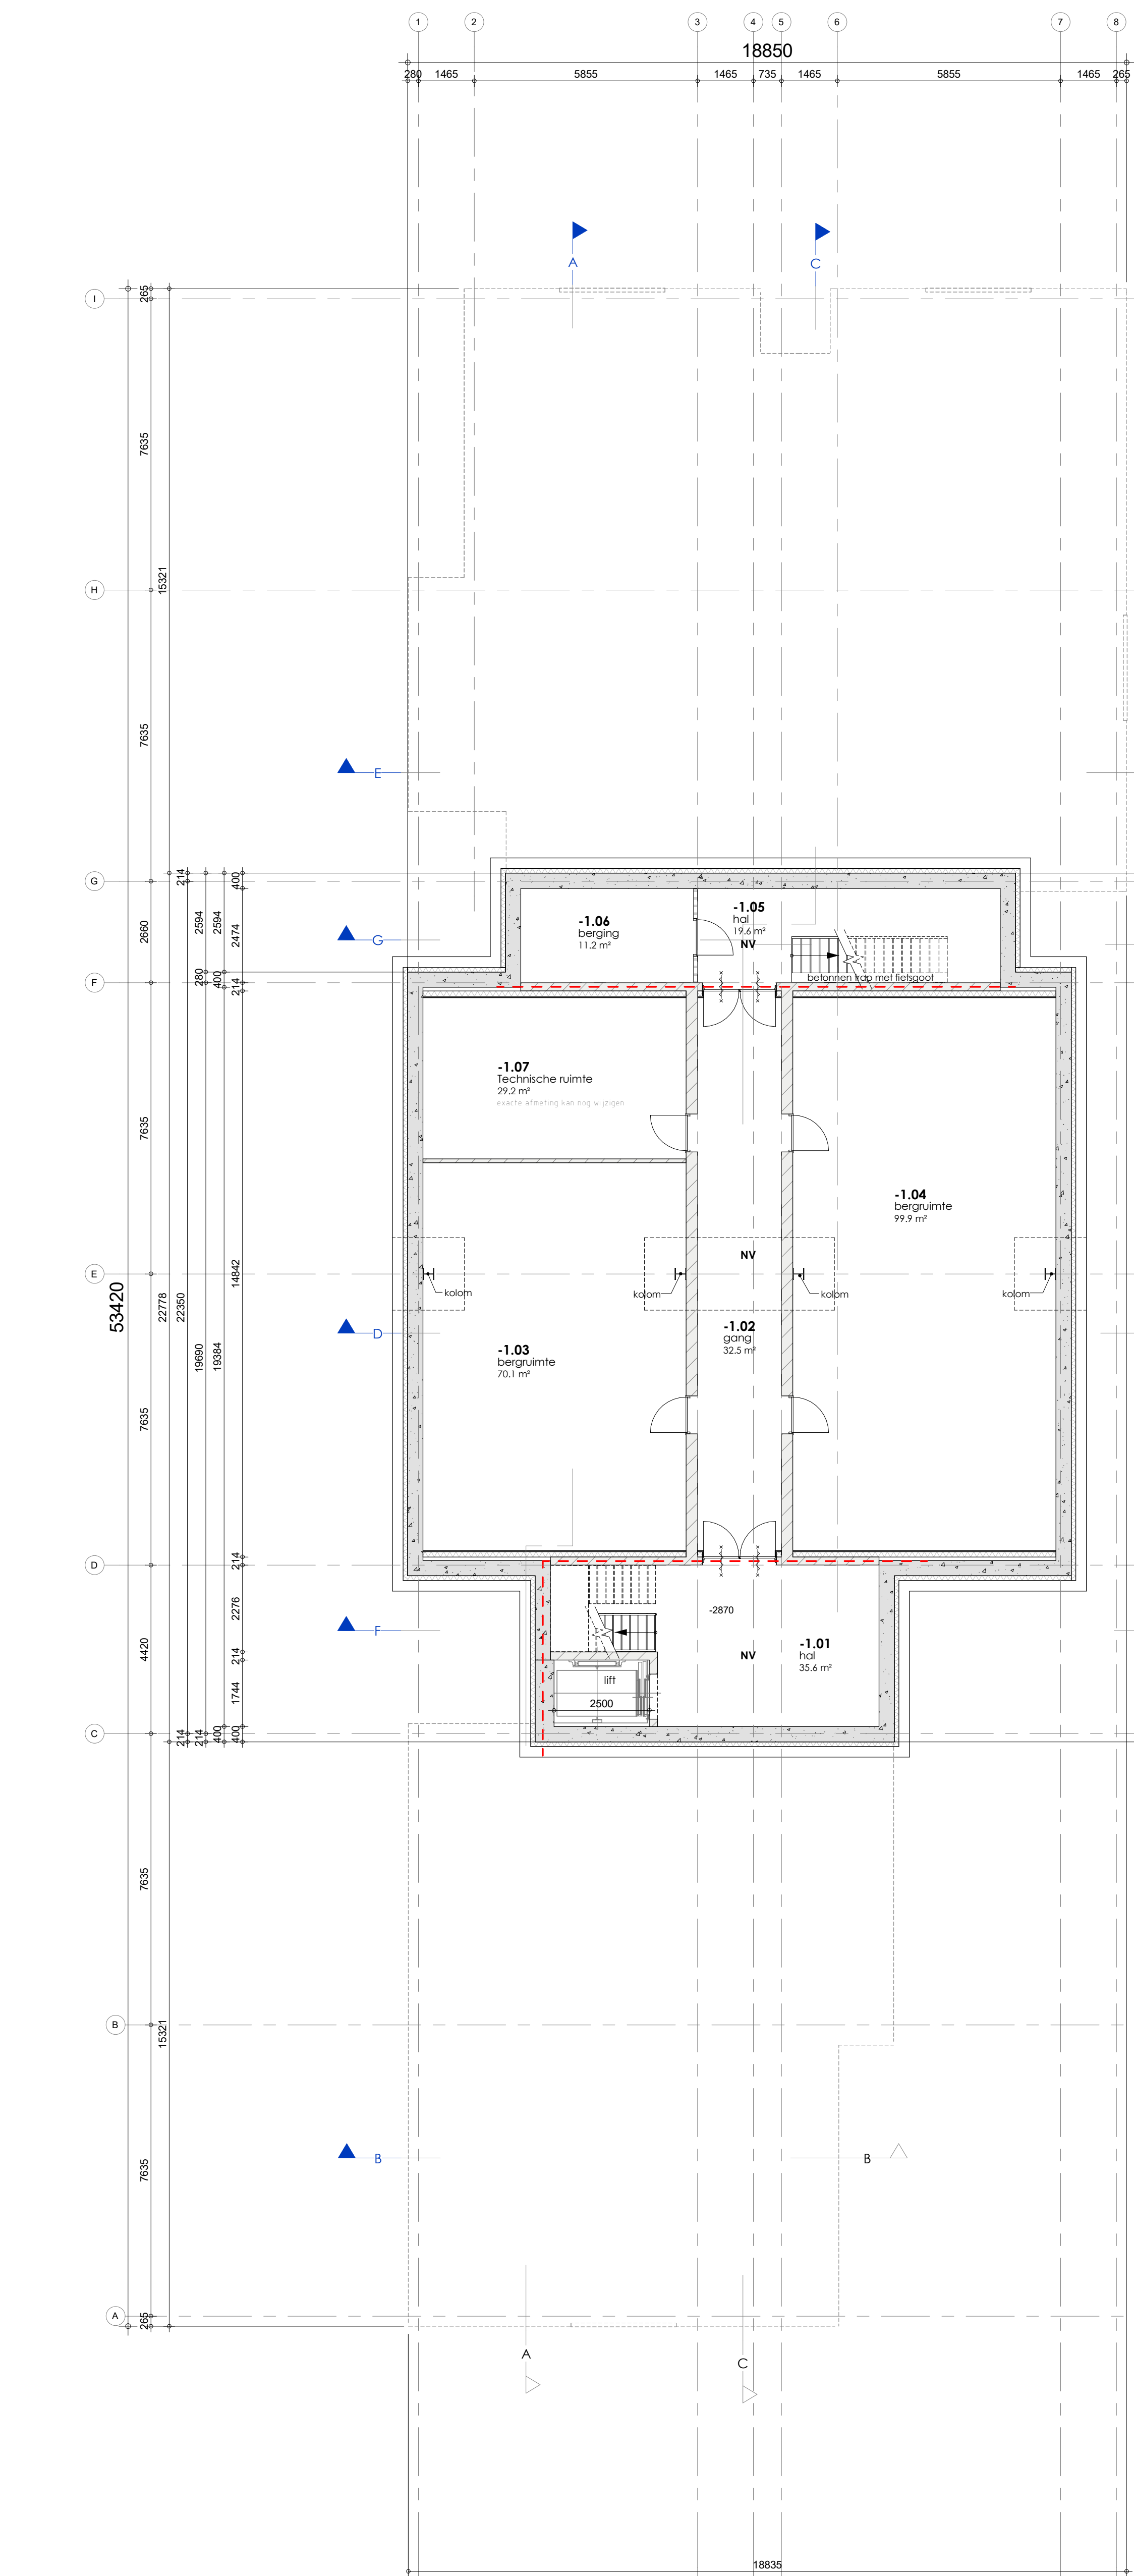 1 2 3 4 5 6 7 8
18850
280 1465 5855 1465 735 1465 5855 1465 265
A C
I
265
7635
15321
H
7635
E
G
214
400
2660
2594
2594
2474
G
F
280
400
214
-1.06
berging
11.2 m²
-1.05
hal
19.6 m²
NV
betonnen trap met fietsgoot
-1.07
Technische ruimte
29.2 m²
exacte afmeting kan nog wijzigen
7635
-1.04
bergruimte
99.9 m²
NV
E
53420
22778
22350
19690
19384
14842
kolom
kolom
kolom
kolom
-1.02
gang
32.5 m²
D
-1.03
bergruimte
70.1 m²
7635
D
214
2276
-2870
F
4420
214
NV
-1.01
hal
35.6 m²
lift
1744
2500
C
214
214
400
400
7635
B
15321
7635
B
B
A
265
A
C
18835